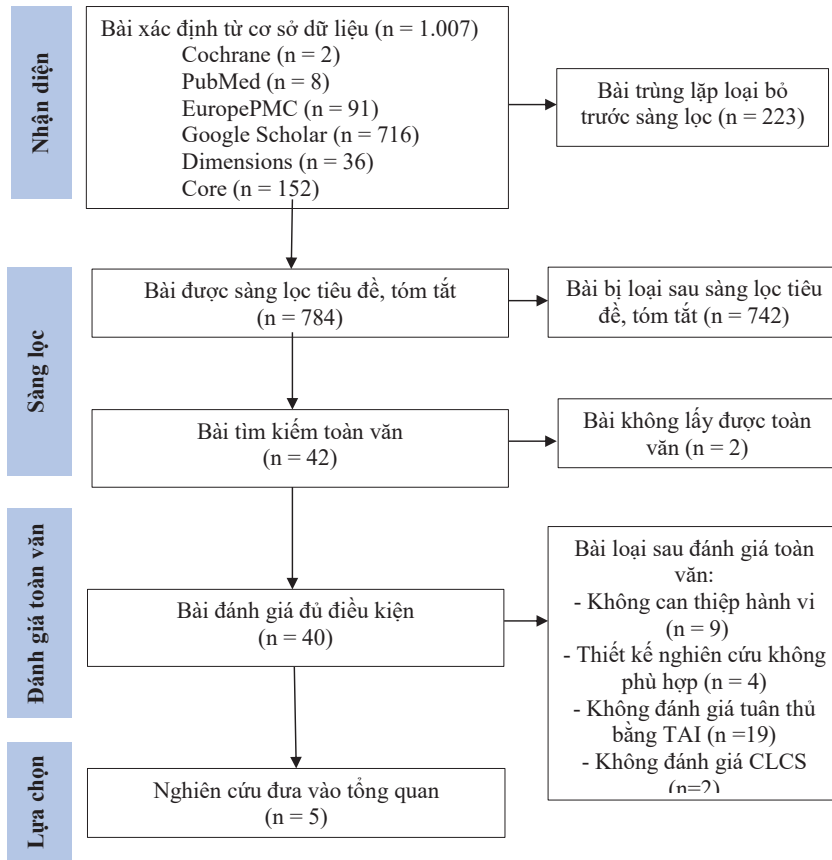 Nhận diện
Bài xác định từ cơ sở dữ liệu (n = 1.007)
Cochrane (n = 2)
PubMed (n = 8)
EuropePMC (n = 91)
Google Scholar (n = 716)
Dimensions (n = 36)
Core (n = 152)
Bài trùng lặp loại bỏ
trước sàng lọc (n = 223)
Sàng lọc
Bài được sàng lọc tiêu đề, tóm tắt
(n = 784)
Bài bị loại sau sàng lọc tiêu
đề, tóm tắt (n = 742)
Bài tìm kiếm toàn văn
(n = 42)
Bài không lấy được toàn
văn (n = 2)
Đánh giá toàn văn
Bài đánh giá đủ điều kiện
(n = 40)
Bài loại sau đánh giá toàn
văn:
- Không can thiệp hành vi
(n = 9)
- Thiết kế nghiên cứu không
phù hợp (n = 4)
- Không đánh giá tuân thủ
bằng TAI (n =19)
- Không đánh giá CLCS
(n=2)
Lựa chọn
Nghiên cứu đưa vào tổng quan
(n = 5)